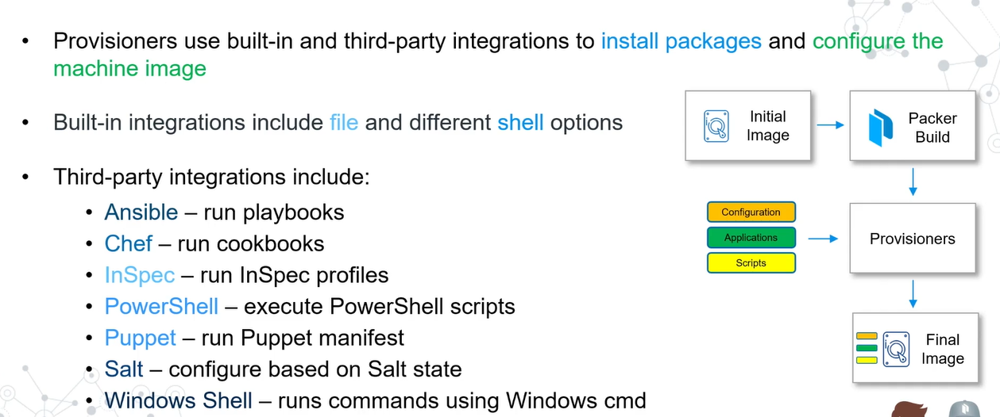 • Provisioners use built-in and third-party integrations to install packages and configure the
machine image
• Built-in integrations include file and different shell options
• Third-party integrations include:
• Ansible – run playbooks
• Chef – run cookbooks
• InSpec – run InSpec profiles
• PowerShell – execute PowerShell scripts
• Puppet – run Puppet manifest
• Salt – configure based on Salt state
• Windows Shell – runs commands using Windows cmd
Initial
Image
Packer
Build
Configuration
Applications
Scripts
Provisioners
Final
Image